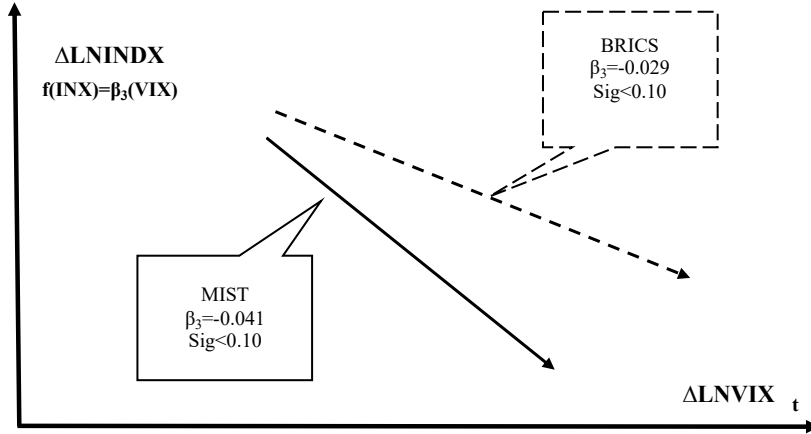 ΔLNINDX
f(INX)=β₃(VIX)
BRICS
β₃=-0.029
Sig<0.10
MIST
β₃=-0.041
Sig<0.10
ΔLNVIX t